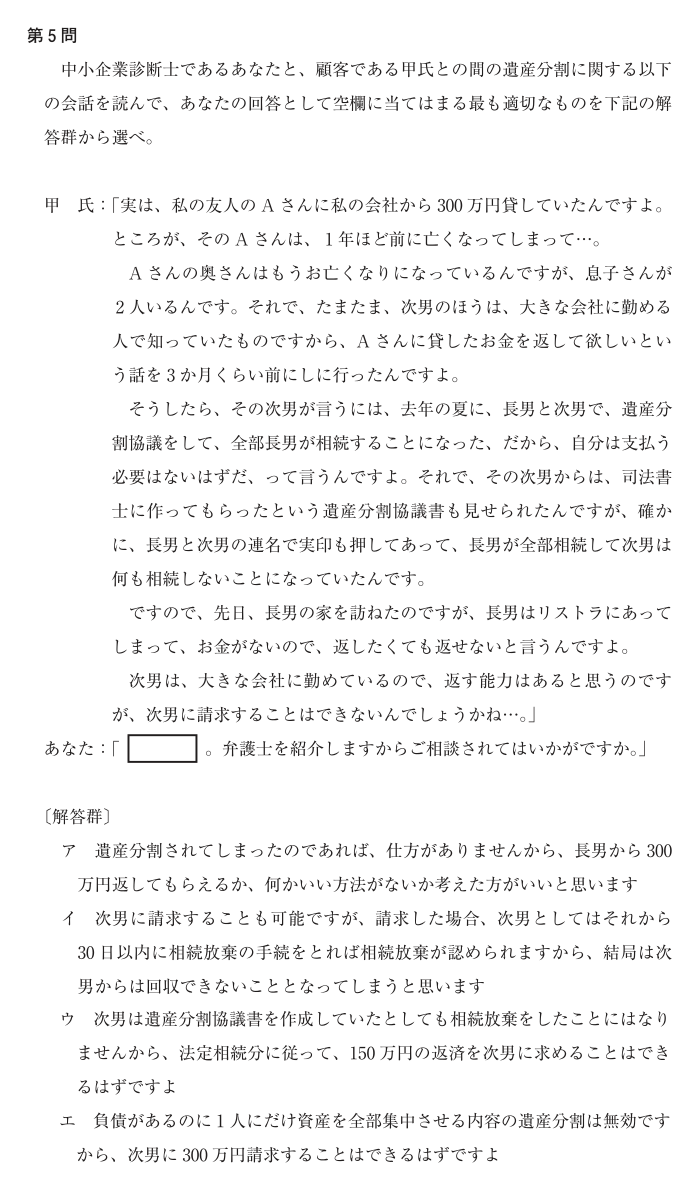 第5問
中小企業診断士であるあなたと、顧客である甲氏との間の遺産分割に関する以下
の会話を読んで、あなたの回答として空欄に当てはまる最も適切なものを下記の解
答群から選べ。
甲 氏：「実は、私の友人の A さんに私の会社から 300 万円貸していたんですよ。
ところが、その A さんは、1 年ほど前に亡くなってしまって…。
A さんの奥さんはもうお亡くなりになっているんですが、息子さんが
2 人いるんです。それで、たまたま、次男のほうは、大きな会社に勤める
人で知っていたものですから、A さんに貸したお金を返して欲しいとい
う話を 3 か月くらい前にしに行ったんですよ。
そうしたら、その次男が言うには、去年の夏に、長男と次男で、遺産分
割協議をして、全部長男が相続することになった、だから、自分は支払う
必要はないはずだ、って言うんですよ。それで、その次男からは、司法書
士に作ってもらったという遺産分割協議書も見せられたんですが、確か
に、長男と次男の連名で実印も押してあって、長男が全部相続して次男は
何も相続しないことになっていたんです。
ですので、先日、長男の家を訪ねたのですが、長男はリストラにあって
しまって、お金がないので、返したくても返せないと言うんですよ。
次男は、大きな会社に勤めているので、返す能力はあると思うのです
が、次男に請求することはできないんでしょうかね…。」
あなた：「 。弁護士を紹介しますからご相談されてはいかがですか。」
〔解答群〕
ア 遺産分割されてしまったのであれば、仕方がありませんから、長男から 300
万円返してもらえるか、何かいい方法がないか考えた方がいいと思います
イ 次男に請求することも可能ですが、請求した場合、次男としてはそれから
30 日以内に相続放棄の手続をとれば相続放棄が認められますから、結局は次
男からは回収できないこととなってしまうと思います
ウ 次男は遺産分割協議書を作成していたとしても相続放棄をしたことにはなり
ませんから、法定相続分に従って、150 万円の返済を次男に求めることはでき
るはずですよ
エ 負債があるのに 1 人にだけ資産を全部集中させる内容の遺産分割は無効です
から、次男に 300 万円請求することはできるはずですよ